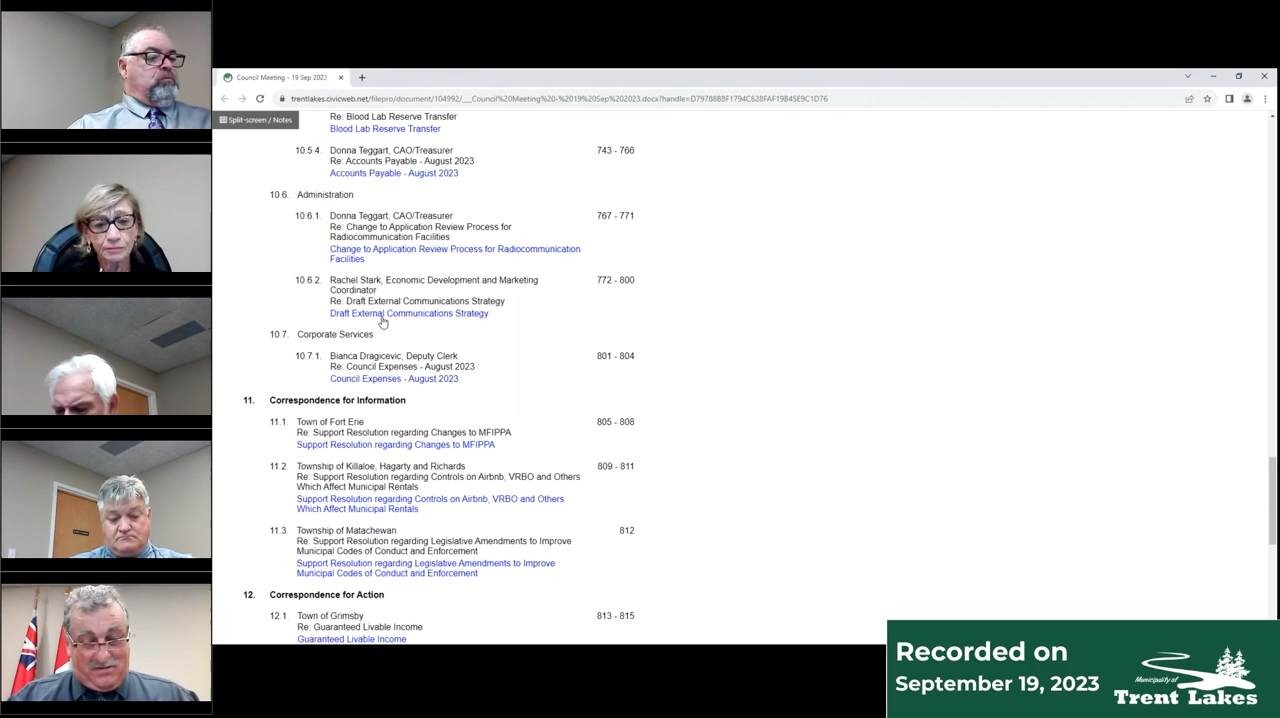 Council Meeting - 19 Sep 2023
trentlakes.civicweb.net/filepro/document/104992/___Council%20Meeting%20-%2019%20Sep%202023.docx?handle=D79788B8F1794C628FAF19B45E9C1D76
Split-screen / Notes
Re: Blood Lab Reserve Transfer
Blood Lab Reserve Transfer
10.5.4. Donna Teggart, CAO/Treasurer 743 - 766
Re: Accounts Payable - August 2023
Accounts Payable - August 2023
10.6. Administration
10.6.1. Donna Teggart, CAO/Treasurer 767 - 771
Re: Change to Application Review Process for
Radiocommunication Facilities
Change to Application Review Process for Radiocommunication
Facilities
10.6.2. Rachel Stark, Economic Development and Marketing 772 - 800
Coordinator
Re: Draft External Communications Strategy
Draft External Communications Strategy
10.7. Corporate Services
10.7.1. Bianca Dragicevic, Deputy Clerk 801 - 804
Re: Council Expenses - August 2023
Council Expenses - August 2023
11. Correspondence for Information
11.1. Town of Fort Erie 805 - 808
Re: Support Resolution regarding Changes to MFIPPA
Support Resolution regarding Changes to MFIPPA
11.2. Township of Killaloe, Hagarty and Richards 809 - 811
Re: Support Resolution regarding Controls on Airbnb, VRBO and Others
Which Affect Municipal Rentals
Support Resolution regarding Controls on Airbnb, VRBO and Others
Which Affect Municipal Rentals
11.3. Township of Matachewan 812
Re: Support Resolution regarding Legislative Amendments to Improve
Municipal Codes of Conduct and Enforcement
Support Resolution regarding Legislative Amendments to Improve
Municipal Codes of Conduct and Enforcement
12. Correspondence for Action
12.1. Town of Grimsby 813 - 815
Re: Guaranteed Livable Income
Guaranteed Livable Income
Recorded on
September 19, 2023
Municipality of
Trent Lakes